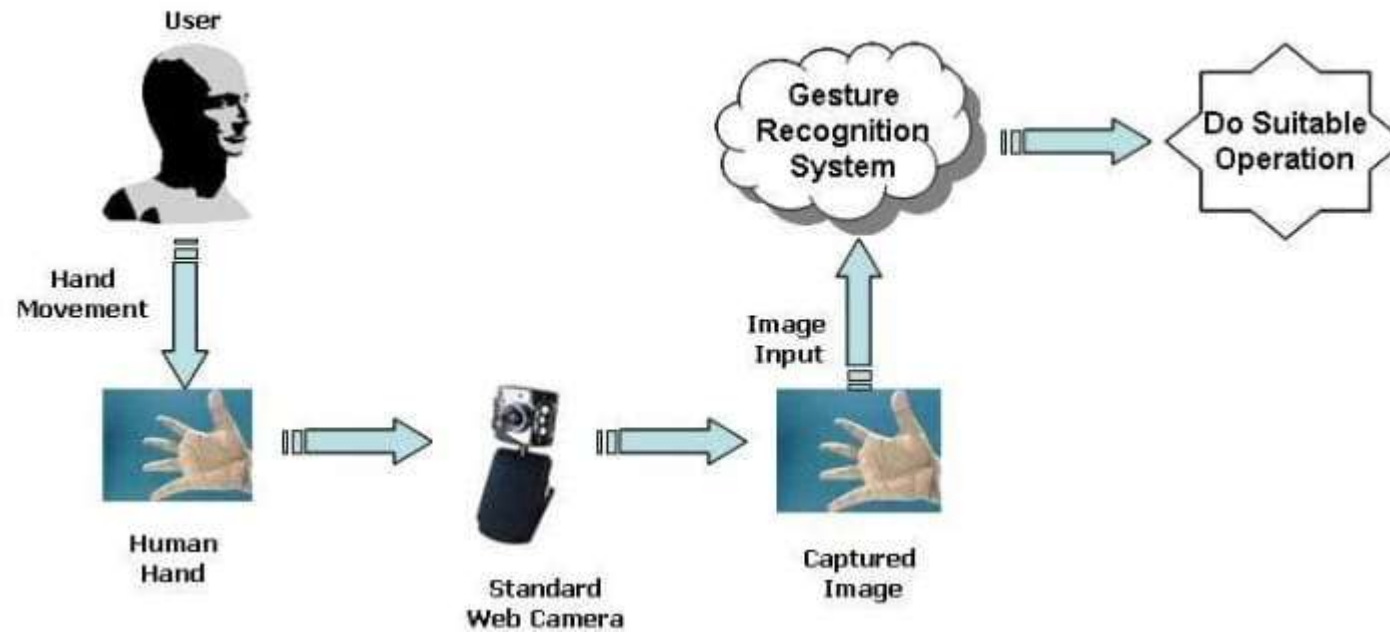 User
Hand
Movement
Human
Hand
Standard
Web Camera
Captured
Image
Image
Input
Gesture
Recognition
System
Do Suitable
Operation